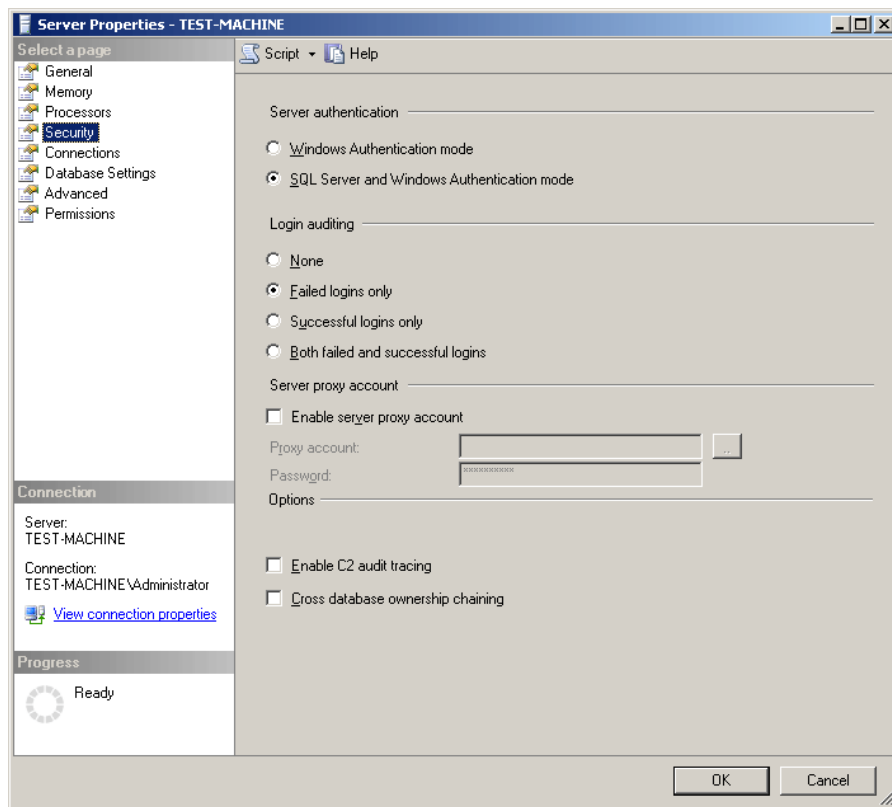 Server Properties - TEST-MACHINE
Select a page
General
Memory
Processors
Security
Connections
Database Settings
Advanced
Permissions
Script
Help
Server authentication
Windows Authentication mode
SQL Server and Windows Authentication mode
Login auditing
None
Failed logins only
Successful logins only
Both failed and successful logins
Server proxy account
Enable server proxy account
Proxy account:
..
Password:
**********
Options
Enable C2 audit tracing
Cross database ownership chaining
Connection
Server:
TEST-MACHINE
Connection:
TEST-MACHINE\Administrator
View connection properties
Progress
Ready
OK
Cancel